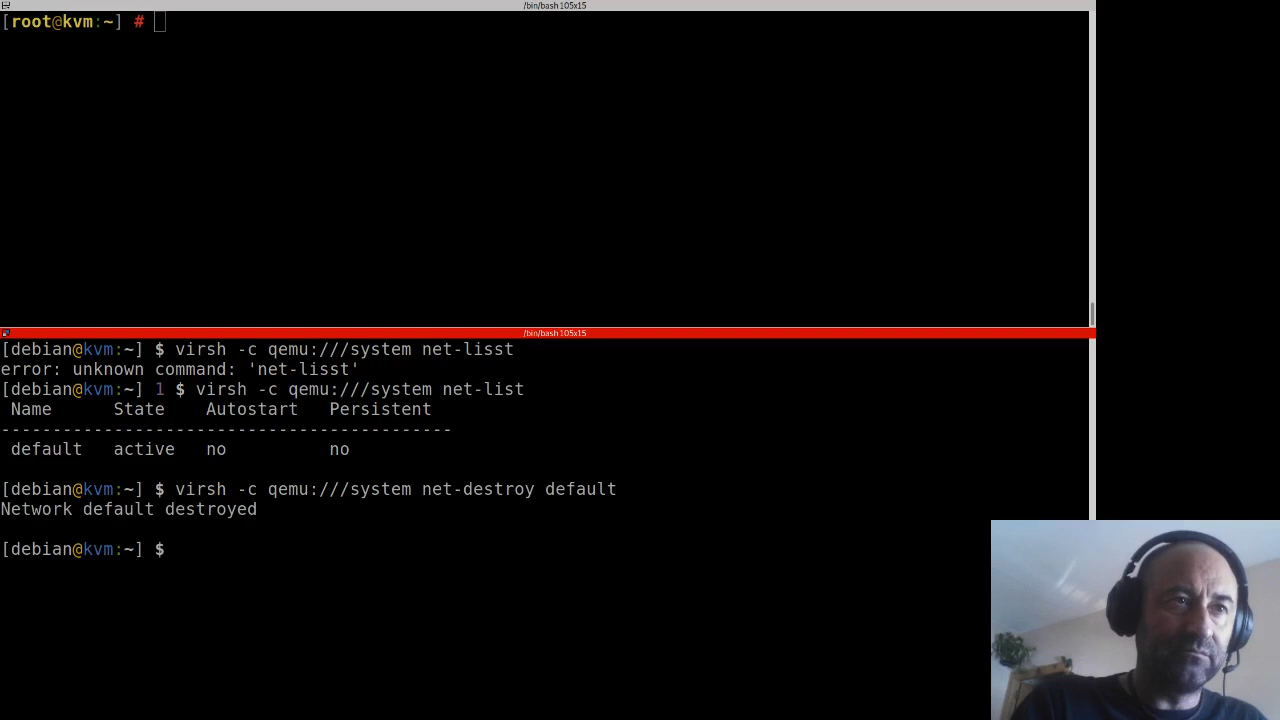 /bin/bash 105x15
[root@kvm:~] #
/bin/bash 105x15
[debian@kvm:~] $ virsh -c qemu:///system net-lisst
error: unknown command: 'net-lisst'
[debian@kvm:~] 1 $ virsh -c qemu:///system net-list
Name State Autostart Persistent
--------------------------------------------
default active no no
[debian@kvm:~] $ virsh -c qemu:///system net-destroy default
Network default destroyed
[debian@kvm:~] $